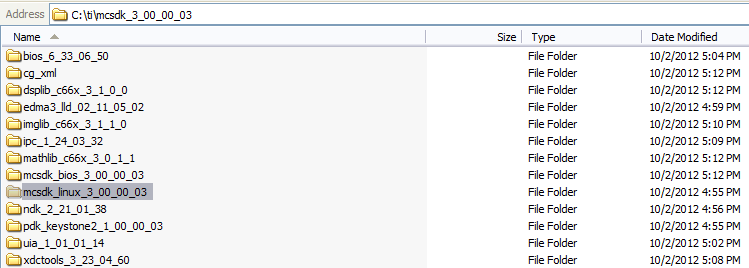 Address C:\ti\mcsdk_3_00_00_03
Name Size Type Date Modified
bios_6_33_06_50 File Folder 10/2/2012 5:04 PM
cg_xml File Folder 10/2/2012 5:12 PM
dsplib_c66x_3_1_0_0 File Folder 10/2/2012 5:12 PM
edma3_lld_02_11_05_02 File Folder 10/2/2012 4:59 PM
imglib_c66x_3_1_1_0 File Folder 10/2/2012 5:10 PM
ipc_1_24_03_32 File Folder 10/2/2012 5:09 PM
mathlib_c66x_3_0_1_1 File Folder 10/2/2012 5:12 PM
mcsdk_bios_3_00_00_03 File Folder 10/2/2012 5:12 PM
mcsdk_linux_3_00_00_03 File Folder 10/2/2012 4:55 PM
ndk_2_21_01_38 File Folder 10/2/2012 4:56 PM
pdk_keystone2_1_00_00_03 File Folder 10/2/2012 4:55 PM
uia_1_01_01_14 File Folder 10/2/2012 5:02 PM
xdctools_3_23_04_60 File Folder 10/2/2012 5:08 PM